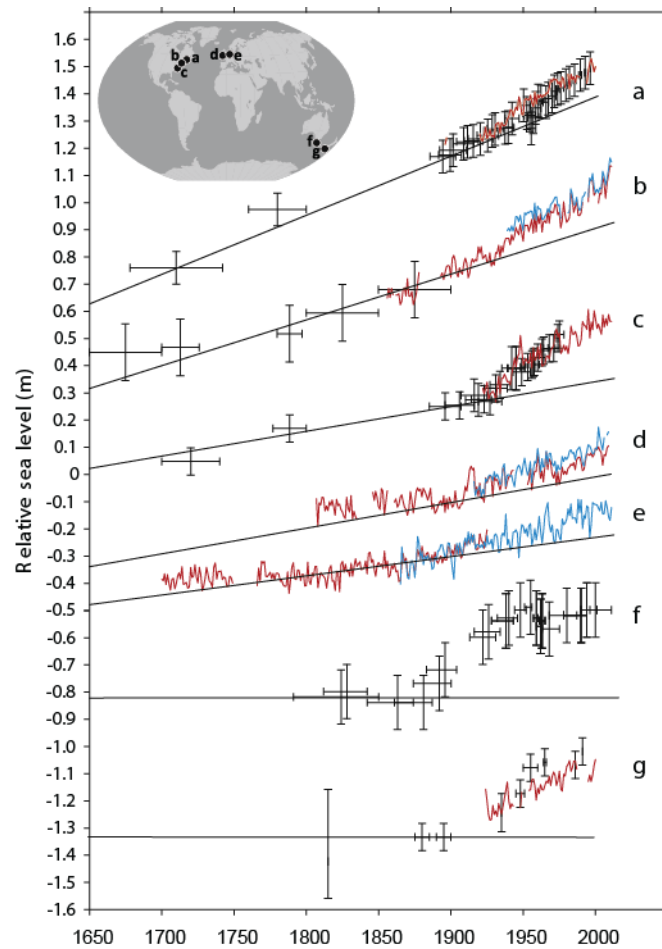 1.6
1.5
1.4
1.3
1.2
1.1
1.0
0.9
0.8
0.7
0.6
0.5
0.4
0.3
0.2
0.1
0
-0.1
-0.2
-0.3
-0.4
-0.5
-0.6
-0.7
-0.8
-0.9
-1.0
-1.1
-1.2
-1.3
-1.4
-1.5
-1.6
Relative sea level (m)
b
a
c
d
e
f
g
a
b
c
d
e
f
g
1650 1700 1750 1800 1850 1900 1950 2000